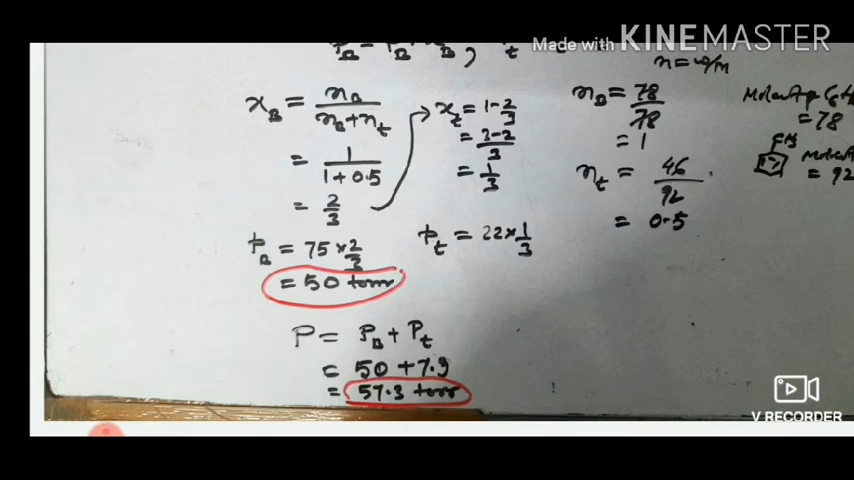 Made with KINEMASTER
n = w/m
x_B = n_B / (n_B + n_t)
= 1 / (1 + 0.5)
= 2/3
x_t = 1 - 2/3
= (3-2)/3
= 1/3
n_B = 78/78
= 1
n_t = 46/92
= 0.5
= 78
CH3
= 92
p_B = 75 × 2/3
= 50 torr
p_t = 22 × 1/3
P = P_B + P_t
= 50 + 7.3
= 57.3 torr
V RECORDER